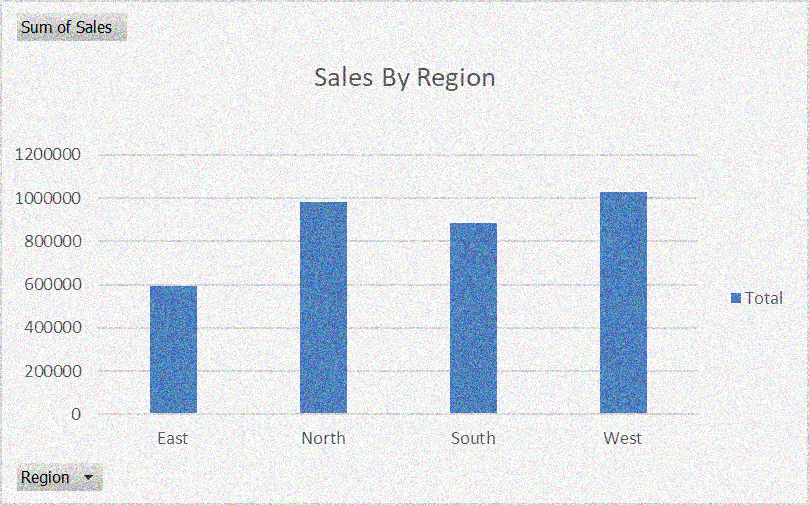 Sum of Sales
Sales By Region
1200000
1000000
800000
600000
400000
200000
0
East North South West
Total
Region